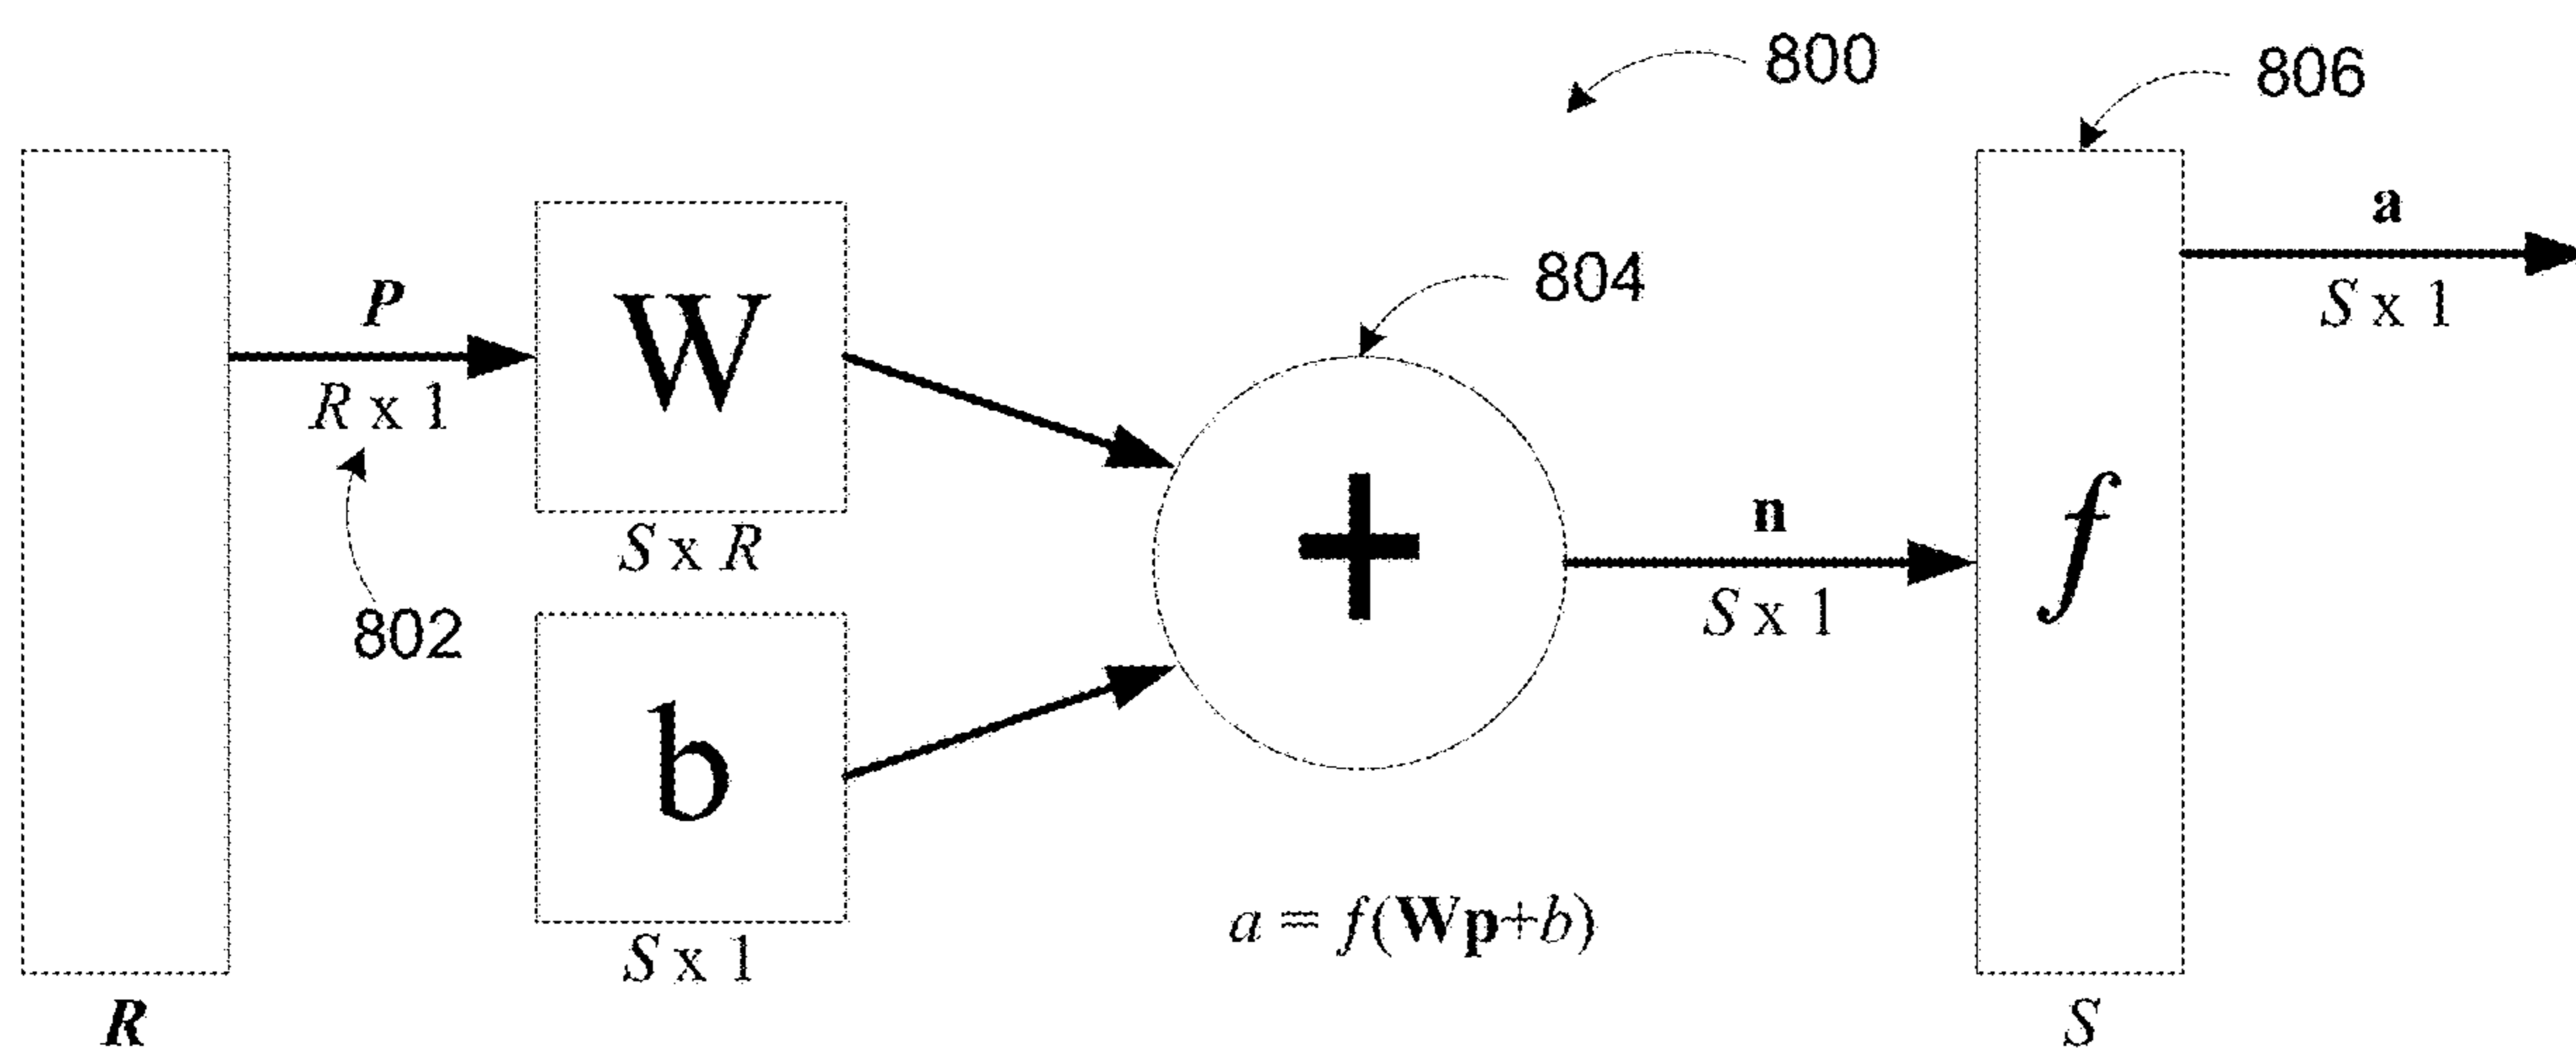 800
806
a
S x 1
804
P
R x 1
W
S x R
802
n
S x 1
f
b
+
S x 1
a = f(Wp+b)
R
S